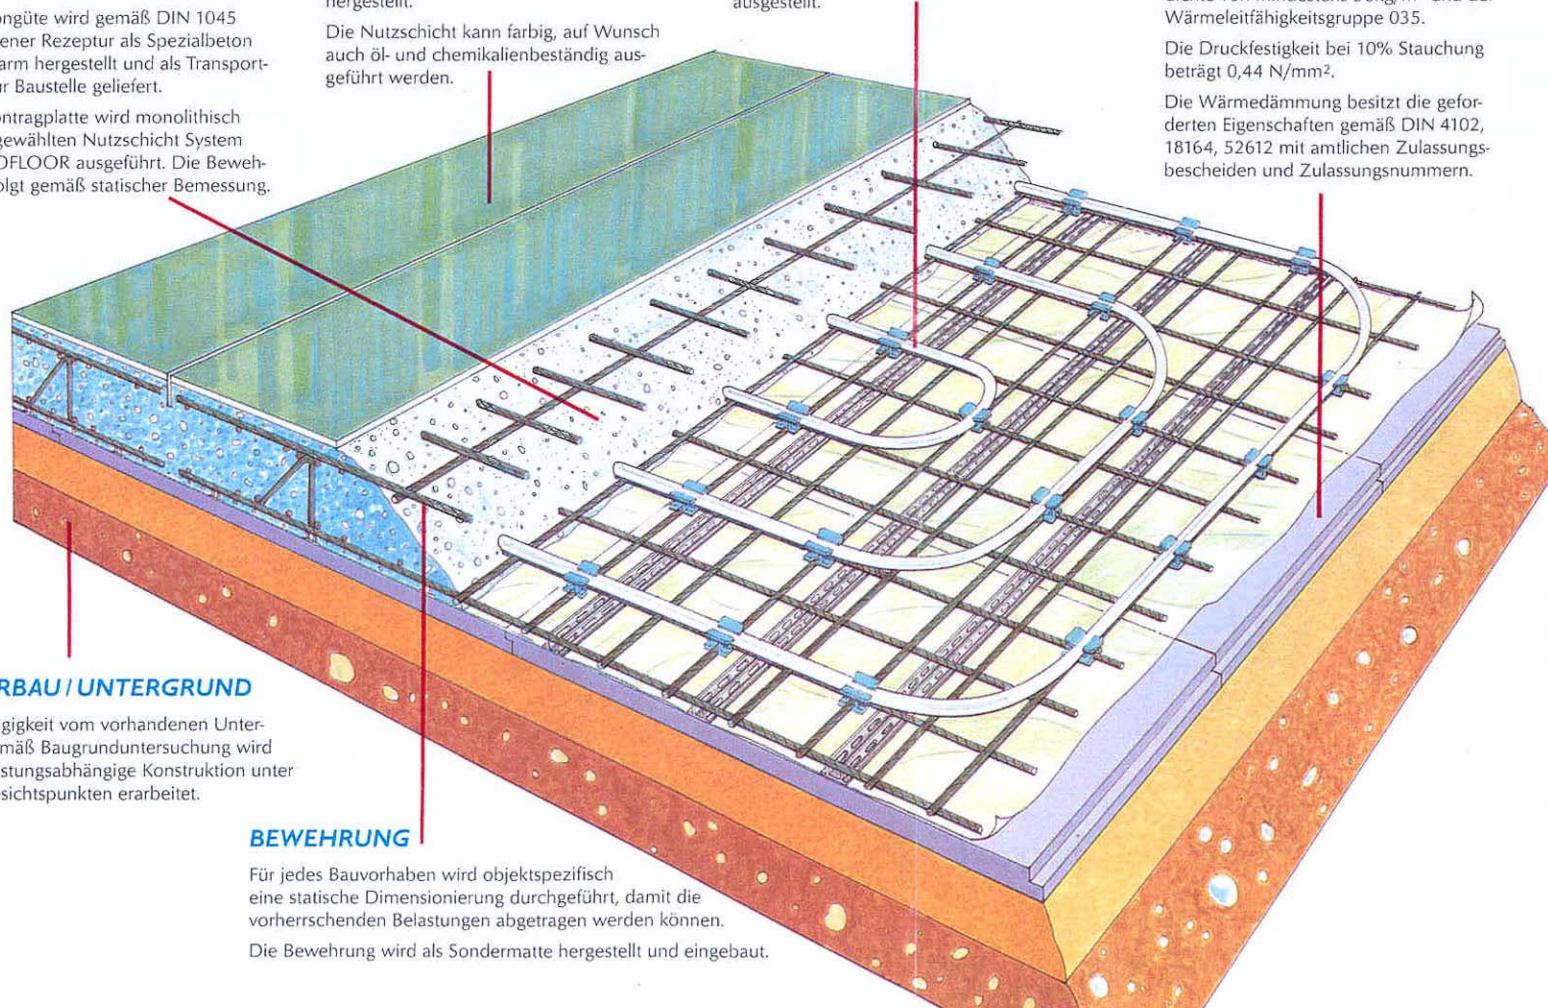 ongüte wird gemäß DIN 1045
ener Rezeptur als Spezialbeton
arm hergestellt und als Transport-
ur Baustelle geliefert.
ontragplatte wird monolithisch
gewählten Nutzschicht System
OFLOOR ausgeführt. Die Beweh-
olgt gemäß statischer Bemessung.
hergestellt.
Die Nutzschicht kann farbig, auf Wunsch
auch öl- und chemikalienbeständig aus-
geführt werden.
ausgestellt.
Wärmeleitfähigkeitsgruppe 035.
Die Druckfestigkeit bei 10% Stauchung
beträgt 0,44 N/mm².
Die Wärmedämmung besitzt die gefor-
derten Eigenschaften gemäß DIN 4102,
18164, 52612 mit amtlichen Zulassungs-
bescheiden und Zulassungsnummern.
RBAU / UNTERGRUND
gigkeit vom vorhandenen Unter-
mäß Baugrunduntersuchung wird
stungsabhängige Konstruktion unter
sichtspunkten erarbeitet.
BEWEHRUNG
Für jedes Bauvorhaben wird objektspezifisch
eine statische Dimensionierung durchgeführt, damit die
vorherrschenden Belastungen abgetragen werden können.
Die Bewehrung wird als Sondermatte hergestellt und eingebaut.